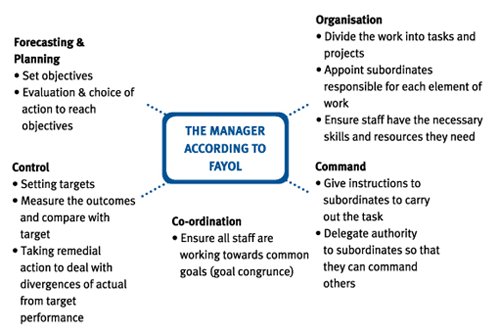 Forecasting &
Planning
• Set objectives
• Evaluation & choice of
action to reach
objectives
Organisation
• Divide the work into tasks and
projects
• Appoint subordinates
responsible for each element of
work
• Ensure staff have the necessary
skills and resources they need
THE MANAGER
ACCORDING TO
FAYOL
Control
• Setting targets
• Measure the outcomes
and compare with
target
• Taking remedial
action to deal with
divergences of actual
from target
performance
Co-ordination
• Ensure all staff are
working towards common
goals (goal congrunce)
Command
• Give instructions to
subordinates to carry
out the task
• Delegate authority
to subordinates so that
they can command
others